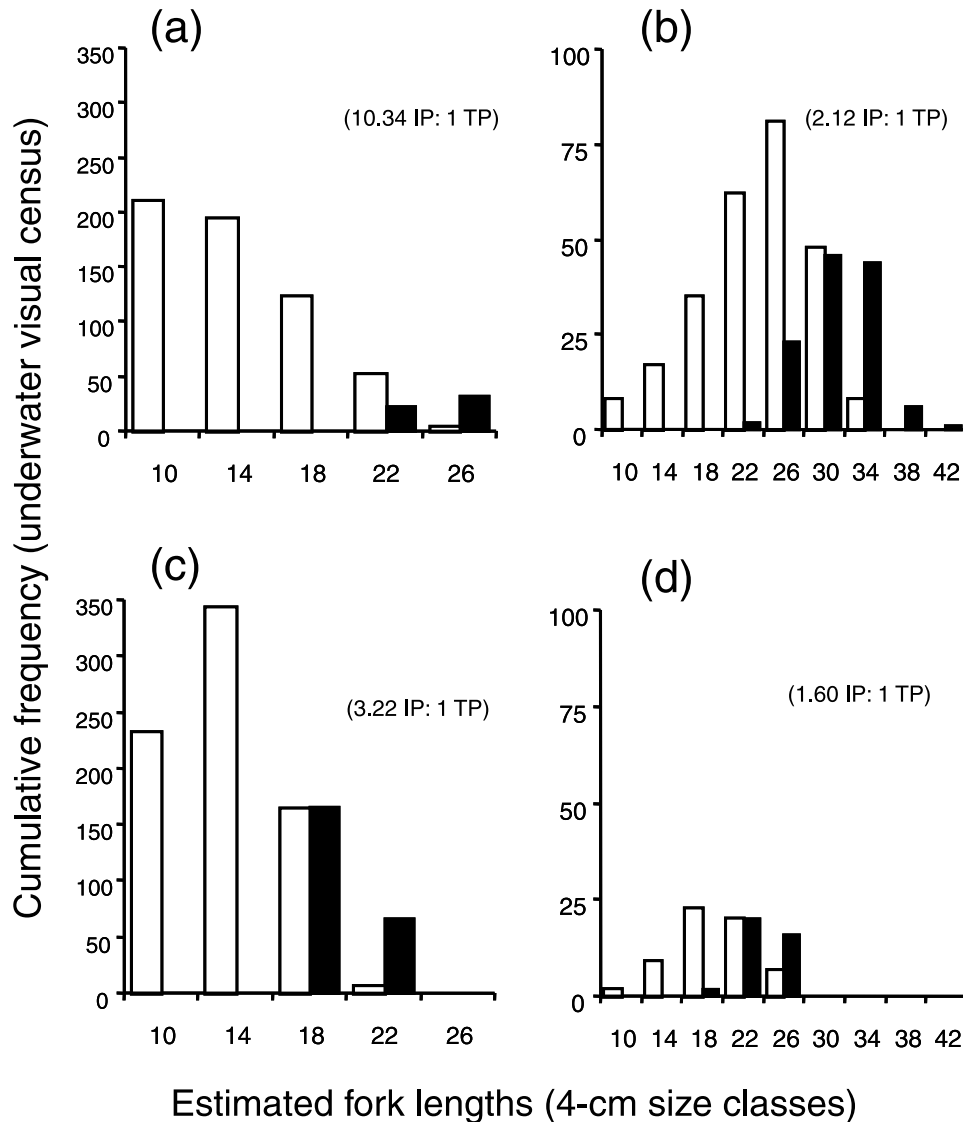 Cumulative frequency (underwater visual census)
(a)
350
300
250
200
150
100
50
0
(10.34 IP: 1 TP)
10 14 18 22 26
(b)
100
75
50
25
0
(2.12 IP: 1 TP)
10 14 18 22 26 30 34 38 42
(c)
350
300
250
200
150
100
50
0
(3.22 IP: 1 TP)
10 14 18 22 26
(d)
100
75
50
25
0
(1.60 IP: 1 TP)
10 14 18 22 26 30 34 38 42
Estimated fork lengths (4-cm size classes)